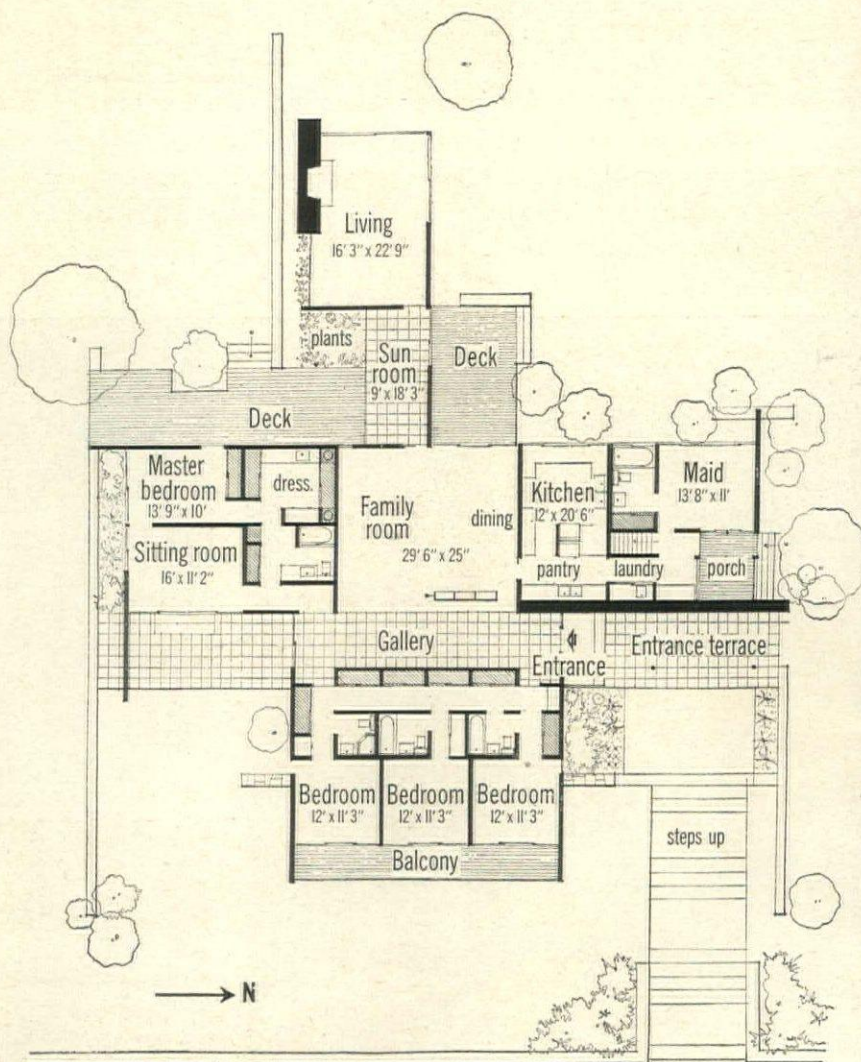 Living
16' 3" x 22' 9"
plants
Sun
room
9' x 18' 3"
Deck
Deck
Master
bedroom
13' 9" x 10'
dress.
Family
room
29' 6" x 25"
dining
Kitchen
12' x 20' 6"
Maid
13' 8" x 11'
Sitting room
16' x 11' 2"
pantry
laundry
porch
Gallery
Entrance
Entrance terrace
Bedroom
12' x 11' 3"
Bedroom
12' x 11' 3"
Bedroom
12' x 11' 3"
Balcony
steps up
N